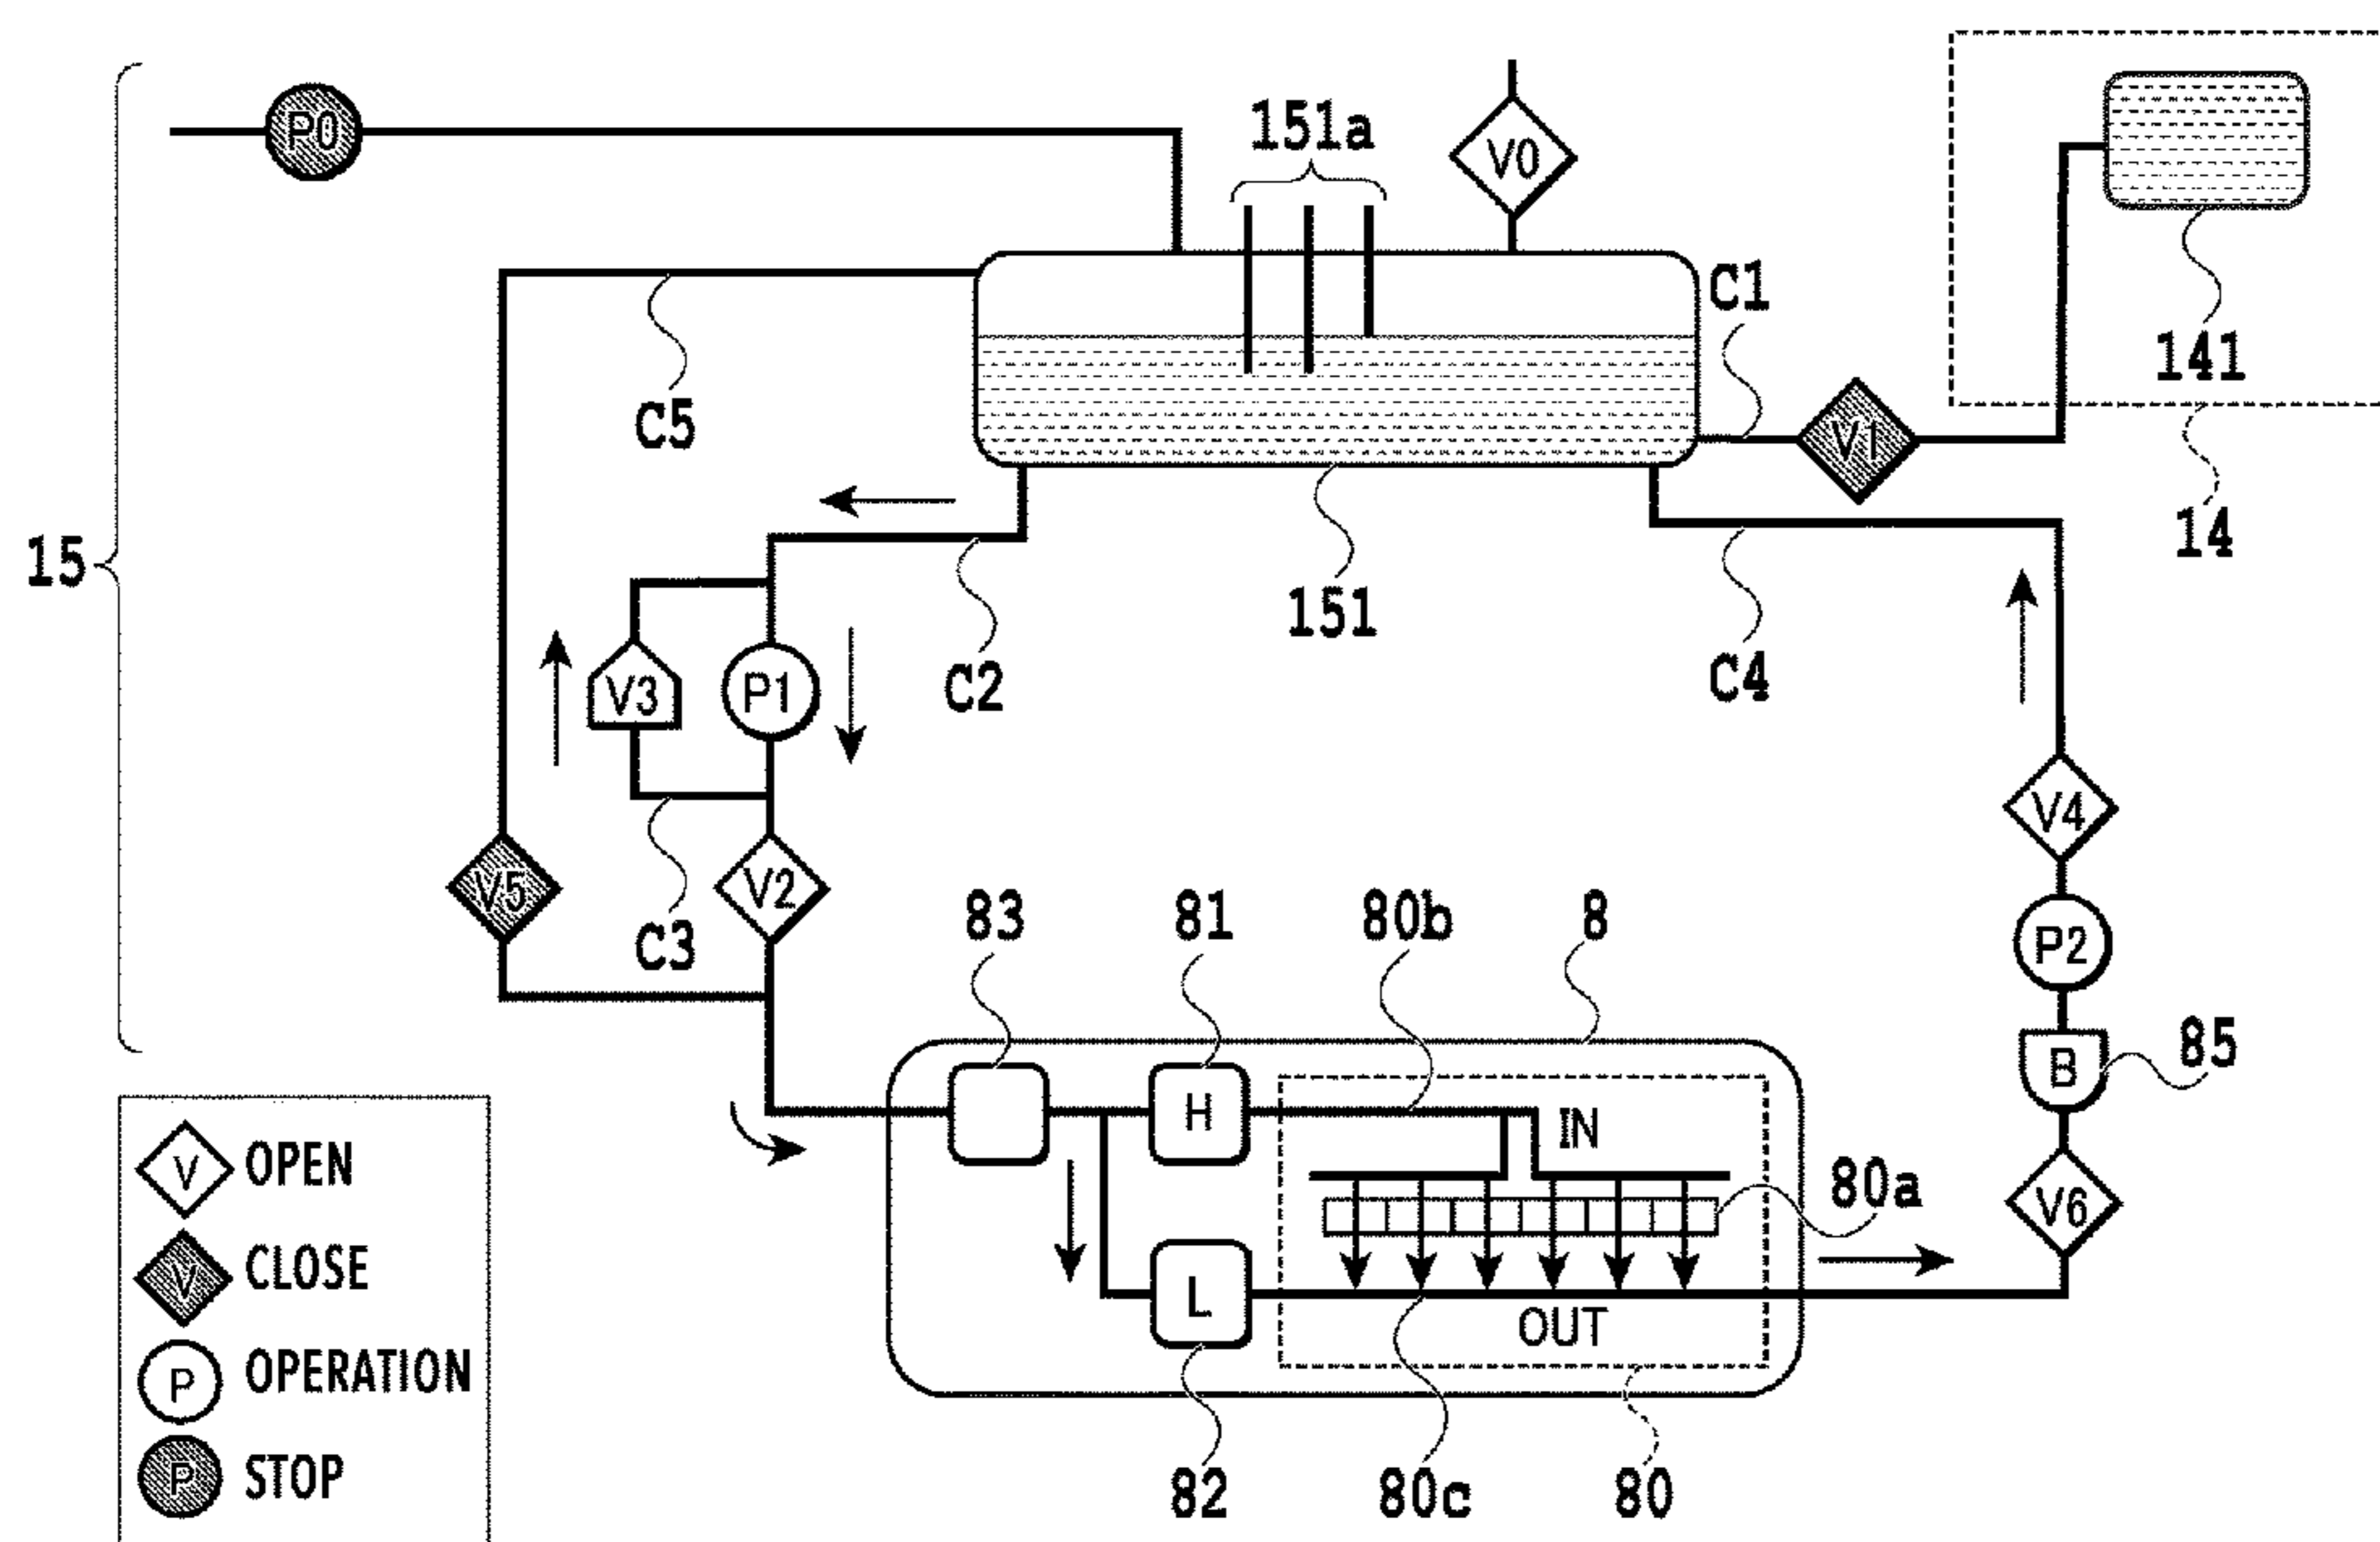 P0
151a
V0
C1
141
V1
14
C5
15
151
C2
C4
V3
P1
V4
V5
V2
C3
P2
83
81
80b
8
B
85
H
IN
80a
V6
L
OUT
82
80c
80
V OPEN
V CLOSE
P OPERATION
P STOP